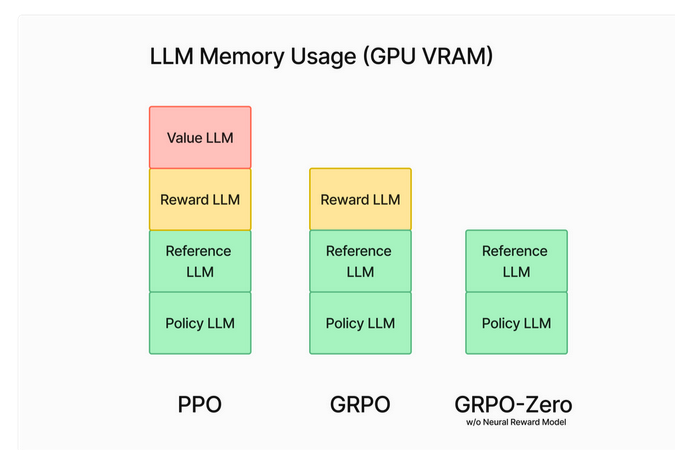 LLM Memory Usage (GPU VRAM)
Value LLM
Reward LLM
Reference
LLM
Policy LLM
PPO
Reward LLM
Reference
LLM
Policy LLM
GRPO
Reference
LLM
Policy LLM
GRPO-Zero
w/o Neural Reward Model